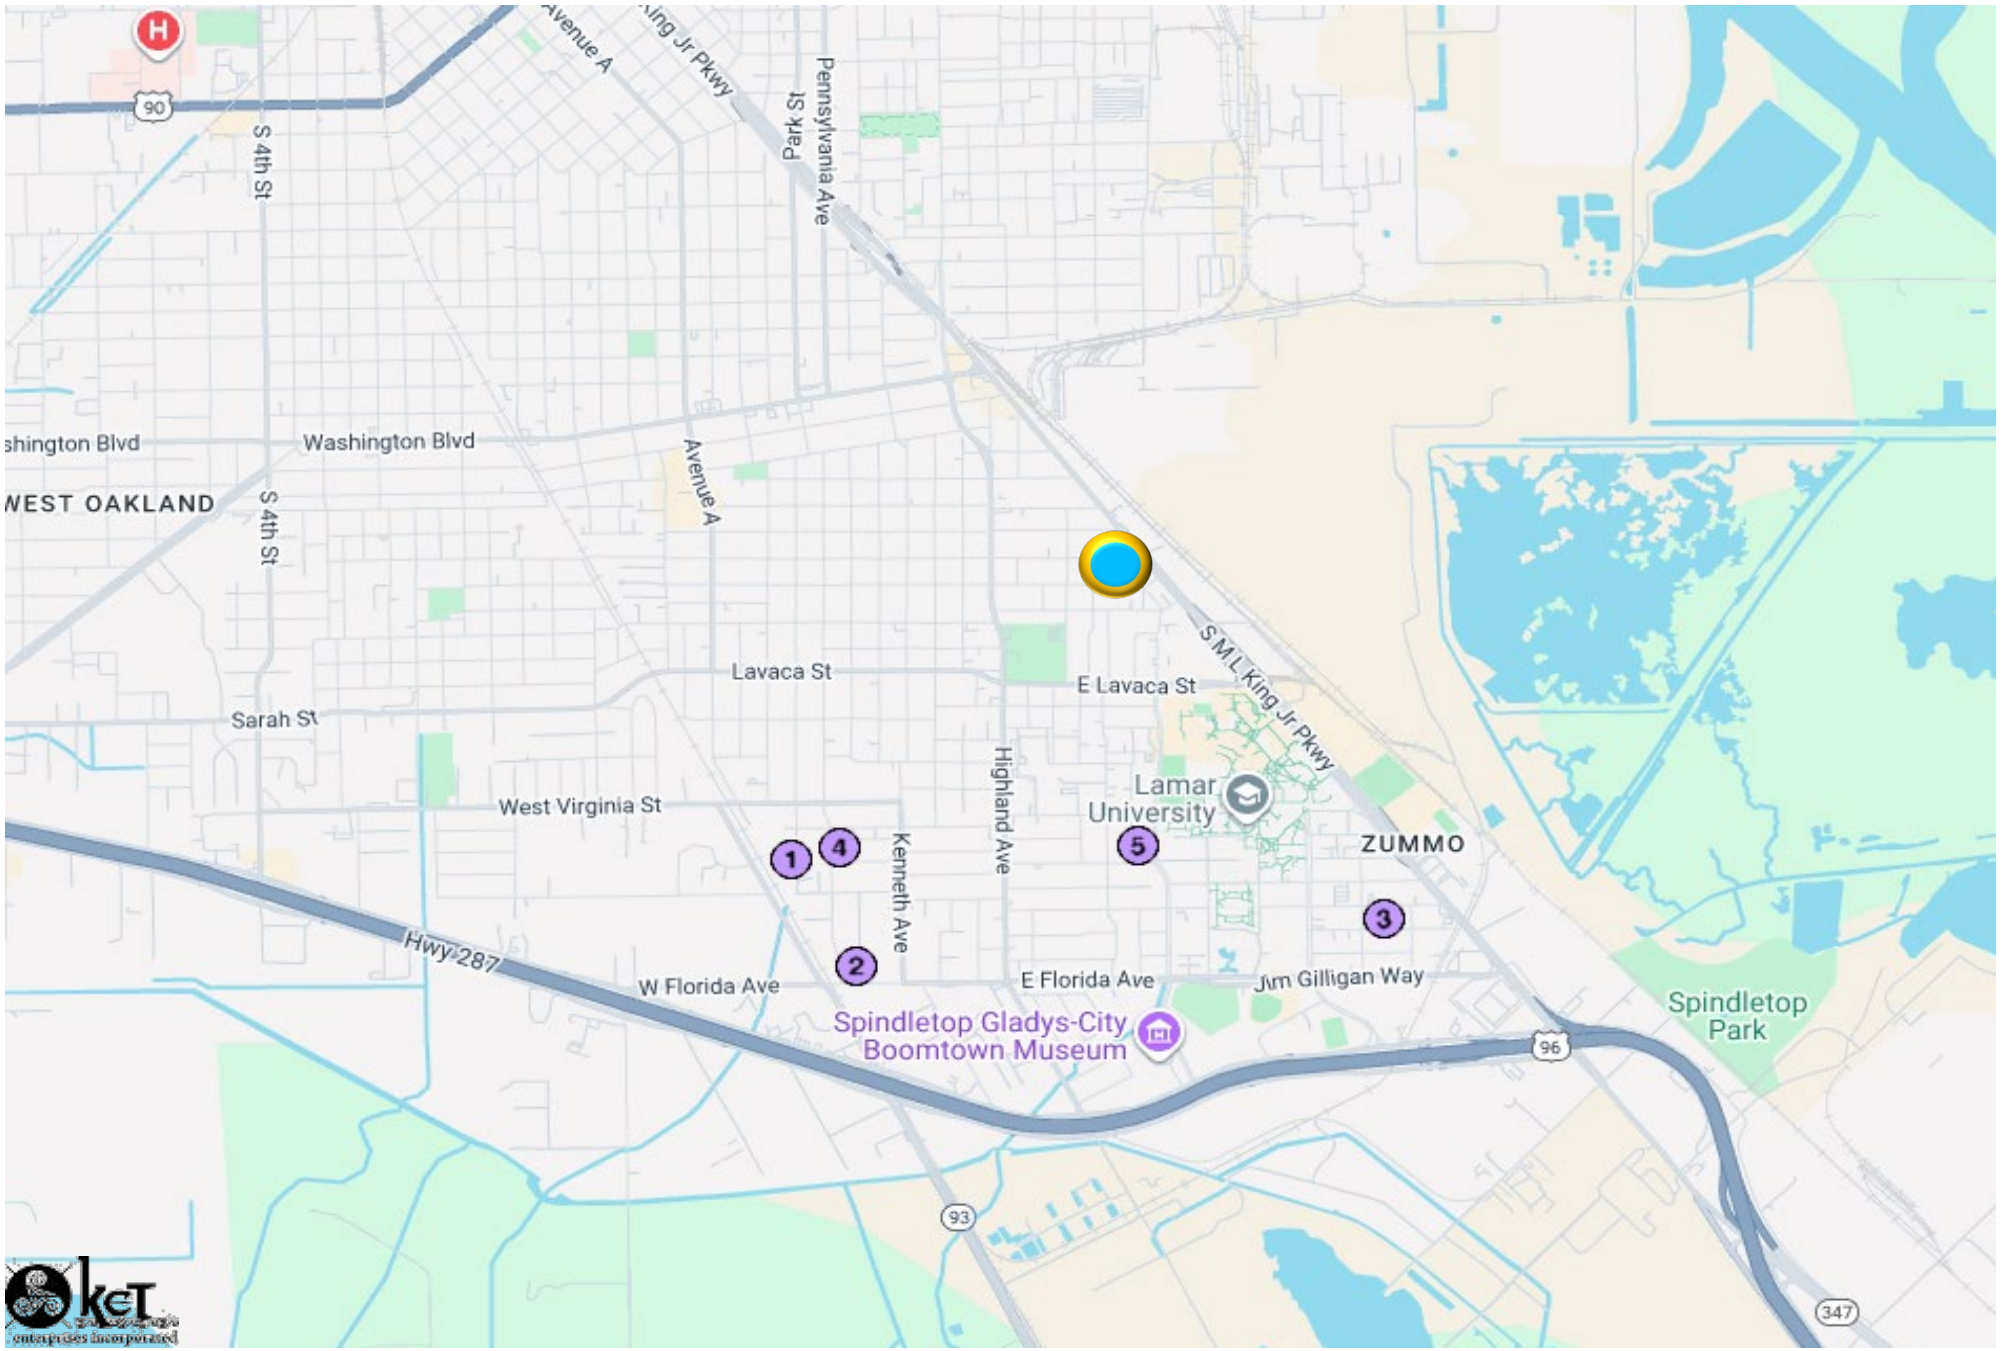 H
90
Avenue A
King Jr Pkwy
Park St
Pennsylvania Ave
S 4th St
shington Blvd
Washington Blvd
WEST OAKLAND
S 4th St
Avenue A
Lavaca St
E Lavaca St
S M L King Jr Pkwy
Sarah St
West Virginia St
Highland Ave
Lamar
University
ZUMMO
1
4
5
Kenneth Ave
3
2
Hwy 287
W Florida Ave
E Florida Ave
Jim Gilligan Way
Spindletop Gladys-City
Boomtown Museum
Spindletop
Park
96
93
347
kcT
enterprises incorporated